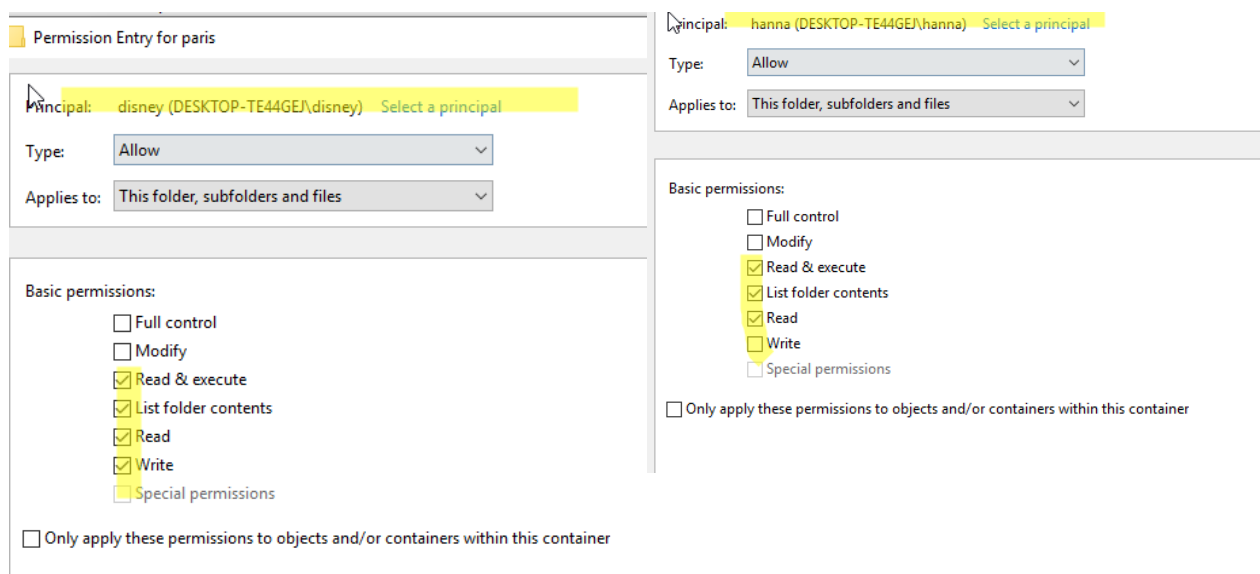 Permission Entry for paris
Principal: disney (DESKTOP-TE44GEJ\disney) Select a principal
Type: Allow
Applies to: This folder, subfolders and files
Basic permissions:
Full control
Modify
Read & execute
List folder contents
Read
Write
Special permissions
Only apply these permissions to objects and/or containers within this container
Principal: hanna (DESKTOP-TE44GEJ\hanna) Select a principal
Type: Allow
Applies to: This folder, subfolders and files
Basic permissions:
Full control
Modify
Read & execute
List folder contents
Read
Write
Special permissions
Only apply these permissions to objects and/or containers within this container